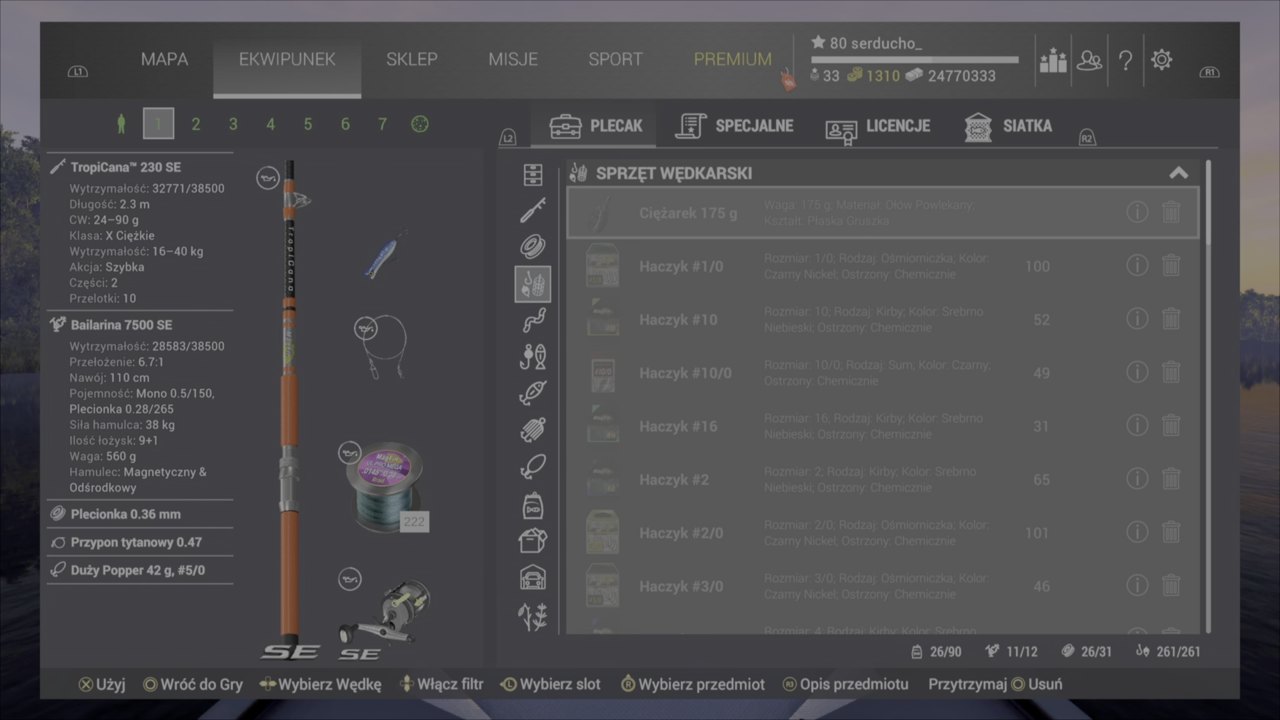 MAPA
EKWIPUNEK
SKLEP
MISJE
SPORT
PREMIUM
80 serducho_
33 1310 24770333
L1
R1
1 2 3 4 5 6 7
L2
PLECAK
SPECJALNE
LICENCJE
SIATKA
R2
TropiCana™ 230 SE
Wytrzymałość: 32771/38500
Długość: 2.3 m
CW: 24–90 g
Klasa: X Ciężkie
Wytrzymałość: 16–40 kg
Akcja: Szybka
Części: 2
Przelotki: 10
Bailarina 7500 SE
Wytrzymałość: 28583/38500
Przełożenie: 6.7:1
Nawój: 110 cm
Pojemność: Mono 0.5/150,
Plecionka 0.28/265
Siła hamulca: 38 kg
Ilość łożysk: 9+1
Waga: 560 g
Hamulec: Magnetyczny &
Odśrodkowy
Plecionka 0.36 mm
Przypon tytanowy 0.47
Duży Popper 42 g, #5/0
TropiCana
222
SE
SE
SPRZĘT WĘDKARSKI
Ciężarek 175 g
Waga: 175 g; Materiał: Ołow Powlekany,
Kształt: Płaska Gruszka
Haczyk #1/0
Rozmiar: 1/0; Rodzaj: Ośmiorniczka; Kolor:
Czarny Nickel; Ostrzony: Chemicznie
100
Haczyk #10
Rozmiar: 10; Rodzaj: Kirby; Kolor: Srebrno
Niebieski; Ostrzony: Chemicznie
52
Haczyk #10/0
Rozmiar: 10/0; Rodzaj: Sum; Kolor: Czarny;
Ostrzony: Chemicznie
49
Haczyk #16
Rozmiar: 16; Rodzaj: Kirby; Kolor: Srebrno
Niebieski; Ostrzony: Chemicznie
31
Haczyk #2
Rozmiar: 2; Rodzaj: Kirby; Kolor: Srebrno
Niebieski; Ostrzony: Chemicznie
65
Haczyk #2/0
Rozmiar: 2/0; Rodzaj: Ośmiorniczka; Kolor:
Czarny Nickel; Ostrzony: Chemicznie
101
Haczyk #3/0
Rozmiar: 3/0; Rodzaj: Ośmiorniczka; Kolor:
Czarny Nickel; Ostrzony: Chemicznie
46
Rozmiar: 4; Rodzaj: Kirby; Kolor: Srebrno
26/90 11/12 26/31 261/261
Użyj Wróć do Gry Wybierz Wędkę Włącz filtr Wybierz slot Wybierz przedmiot Opis przedmiotu Przytrzymaj Usuń